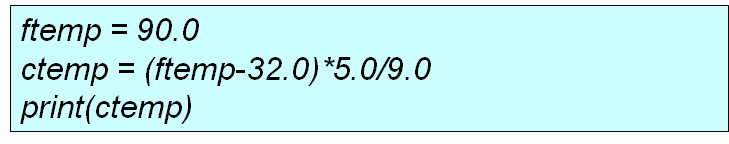 ftemp = 90.0
ctemp = (ftemp-32.0)*5.0/9.0
print(ctemp)